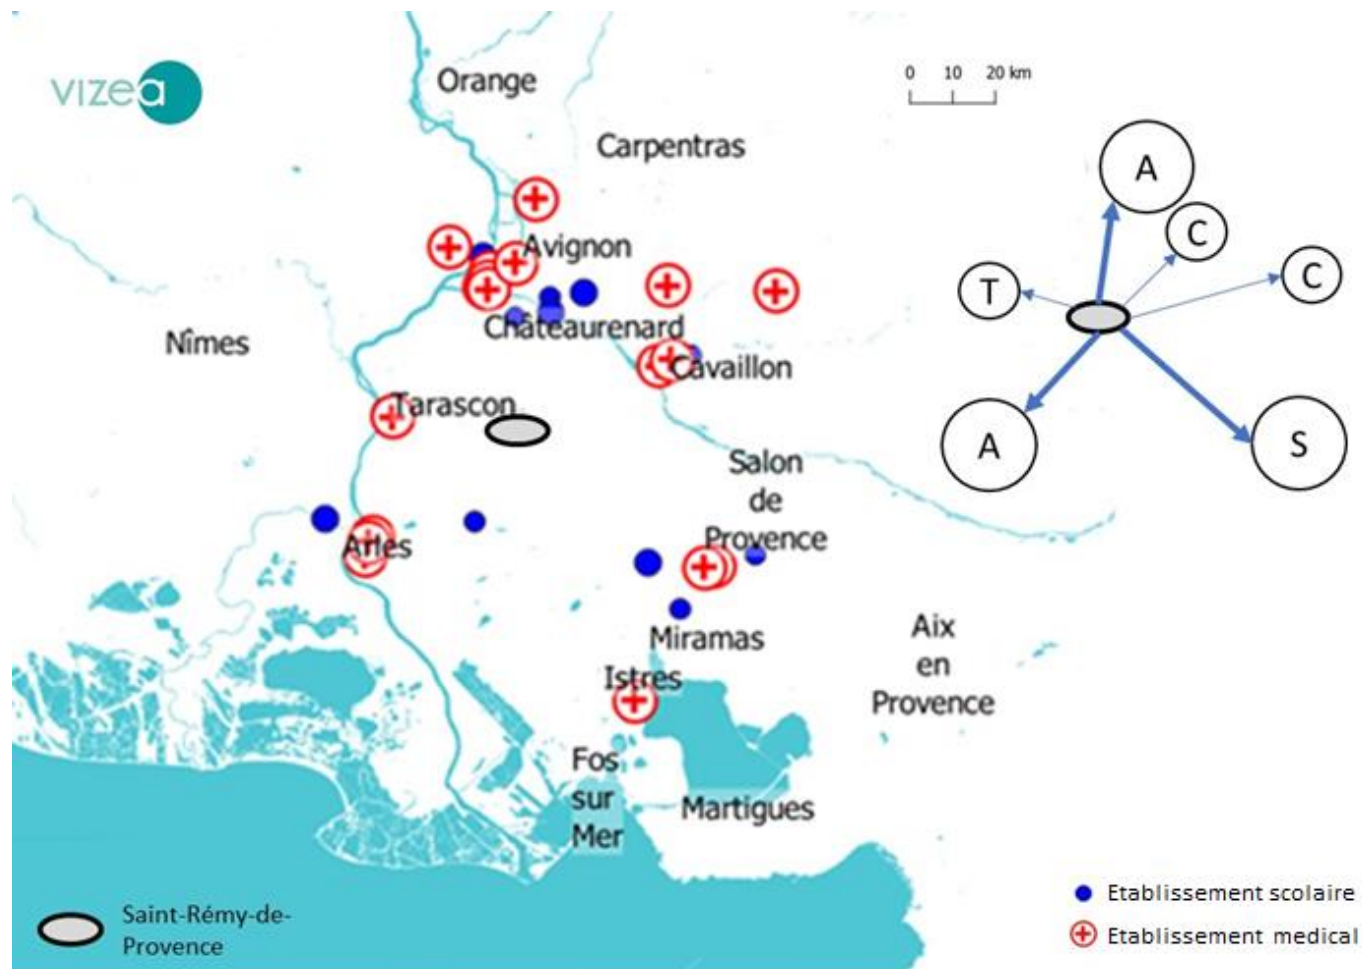 vizea
Orange
0 10 20 km
Carpentras
A
C
Avignon
C
T
Châteaurenard
Nîmes
Cavaillon
Tarascon
A
S
Salon
de
Provence
Arles
Miramas
Aix
en
Provence
Istres
Fos
sur
Mer
Martigues
Saint-Rémy-de-
Provence
Etablissement scolaire
Etablissement medical